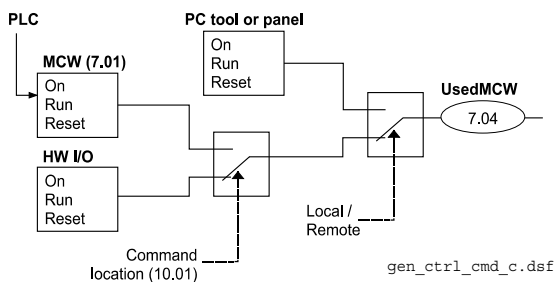 PLC
PC tool or panel
On
Run
Reset
MCW (7.01)
On
Run
Reset
UsedMCW
7.04
HW I/O
On
Run
Reset
Local /
Remote
Command
location (10.01)
gen_ctrl_cmd_c.dsf